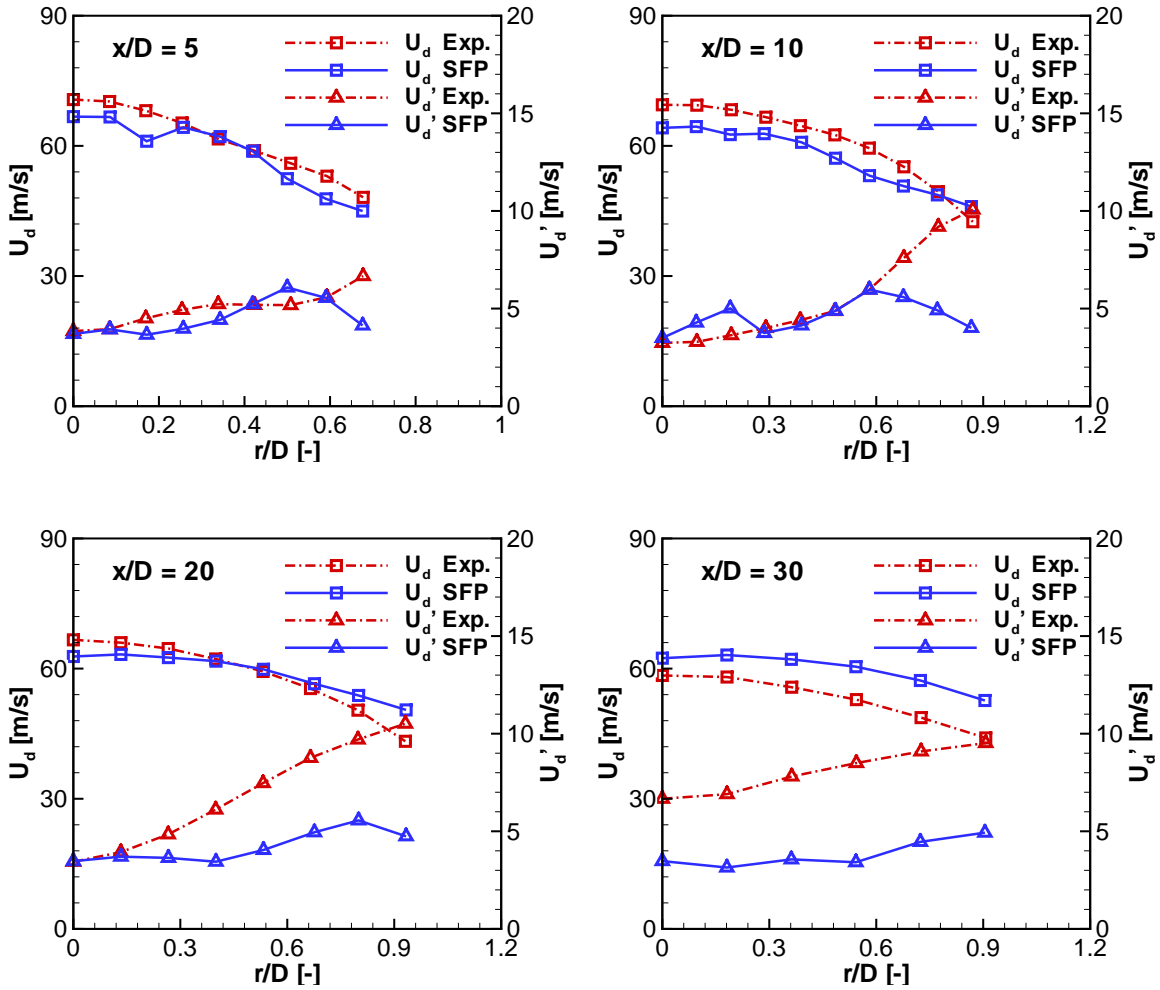 x/D = 5
U_d Exp.
U_d SFP
U_d' Exp.
U_d' SFP
90
60
30
0
U_d [m/s]
20
15
10
5
0
U_d' [m/s]
0 0.2 0.4 0.6 0.8 1
r/D [-]
x/D = 10
U_d Exp.
U_d SFP
U_d' Exp.
U_d' SFP
90
60
30
0
U_d [m/s]
20
15
10
5
0
U_d' [m/s]
0 0.3 0.6 0.9 1.2
r/D [-]
x/D = 20
U_d Exp.
U_d SFP
U_d' Exp.
U_d' SFP
90
60
30
0
U_d [m/s]
20
15
10
5
0
U_d' [m/s]
0 0.3 0.6 0.9 1.2
r/D [-]
x/D = 30
U_d Exp.
U_d SFP
U_d' Exp.
U_d' SFP
90
60
30
0
U_d [m/s]
20
15
10
5
0
U_d' [m/s]
0 0.3 0.6 0.9 1.2
r/D [-]